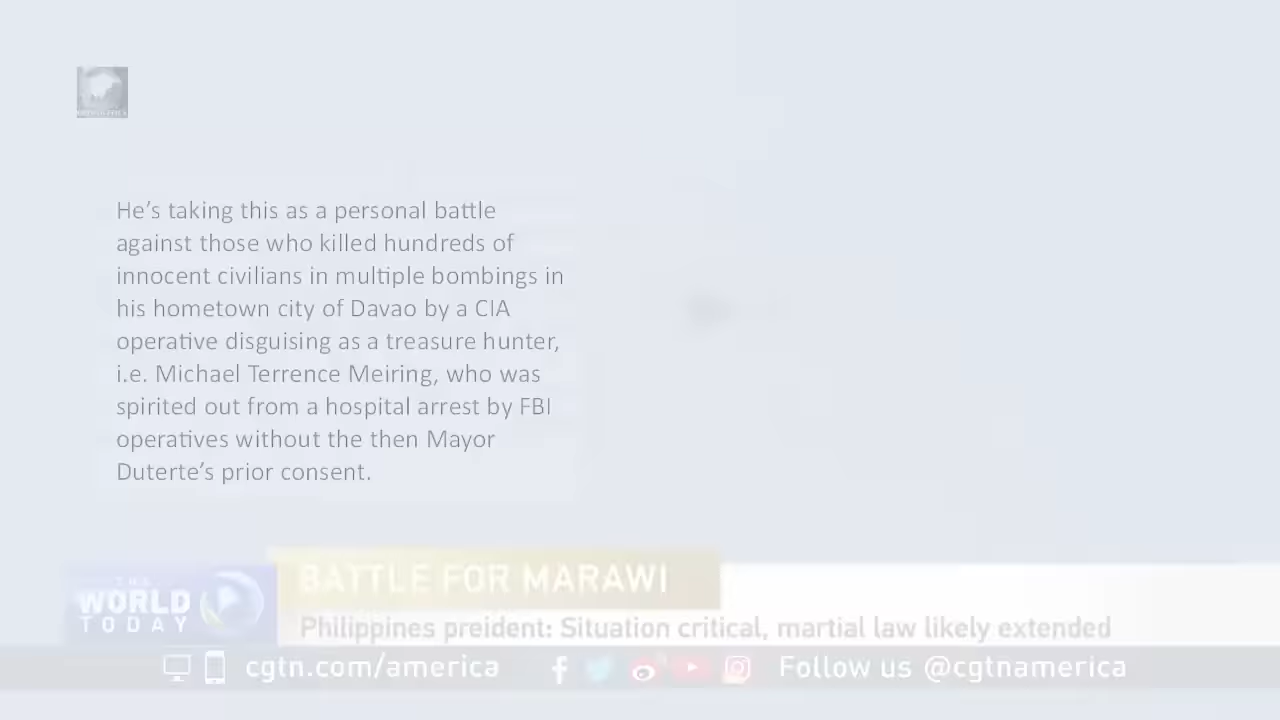 He's taking this as a personal battle
against those who killed hundreds of
innocent civilians in multiple bombings in
his hometown city of Davao by a CIA
operative disguising as a treasure hunter,
i.e. Michael Terrence Meiring, who was
spirited out from a hospital arrest by FBI
operatives without the then Mayor
Duterte's prior consent.
BATTLE FOR MARAWI
THE
WORLD
TODAY
Philippines preident: Situation critical, martial law likely extended
cgtn.com/america
Follow us @cgtnamerica